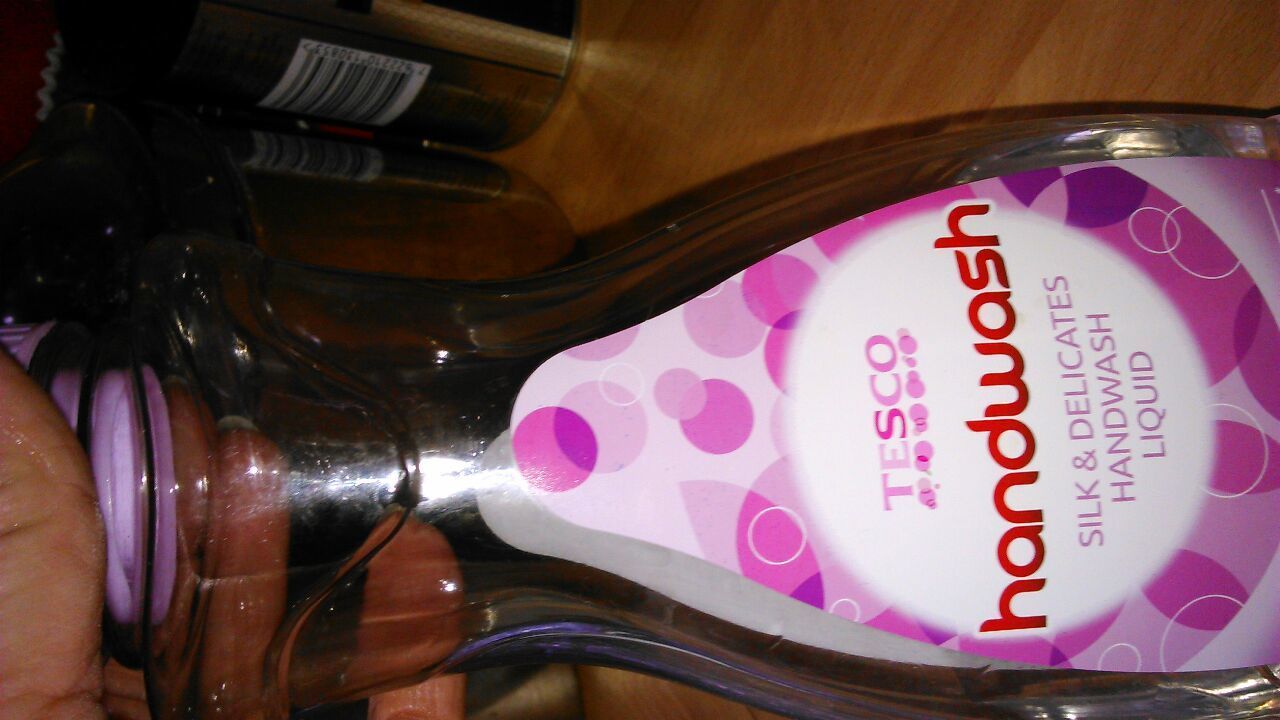 TESCO
handwash
SILK & DELICATES
HANDWASH
LIQUID